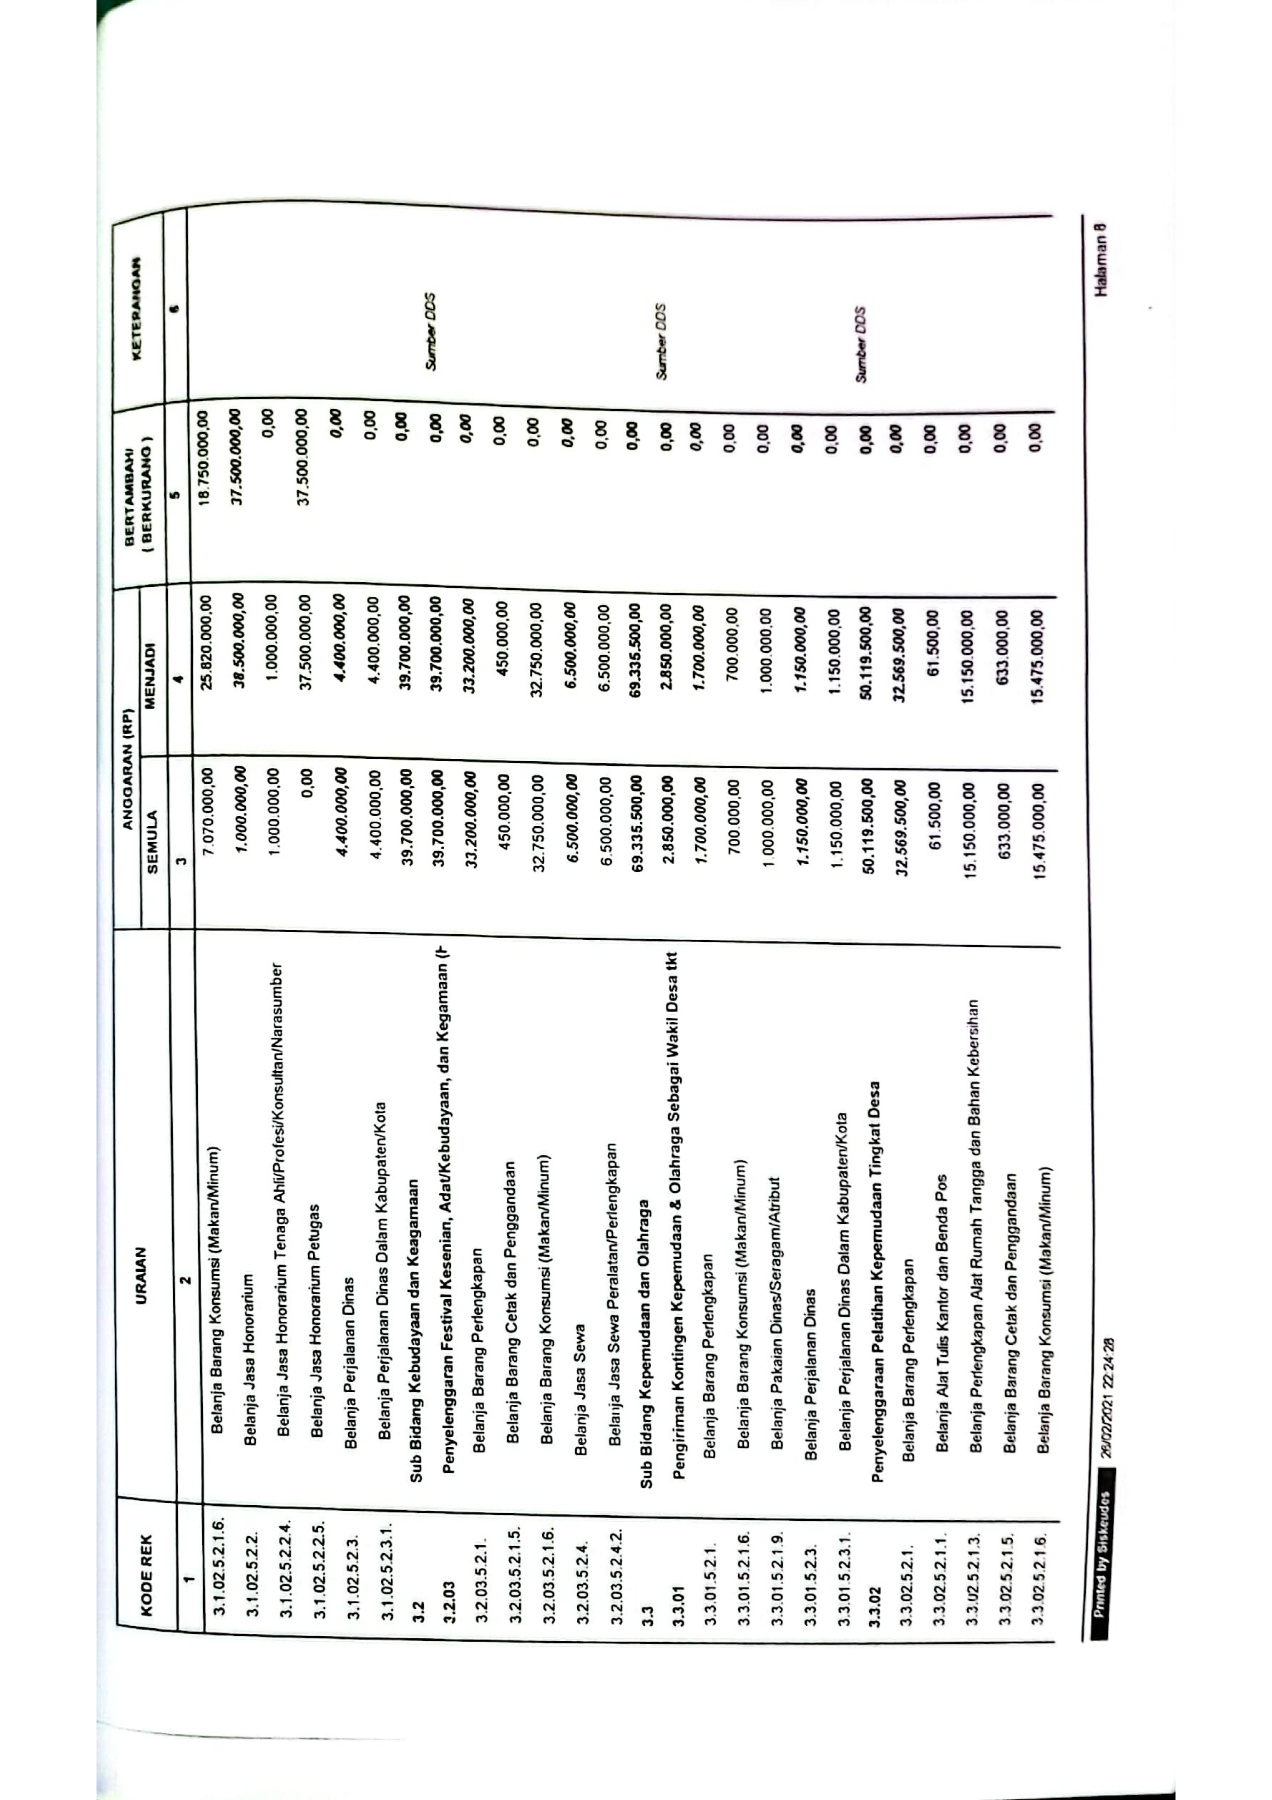 KODE REK URAIAN ANGGARAN (RP) BERTAMBAH/ ( BERKURANG ) KETERANGAN
SEMULA MENJADI
1 2 3 4 5 6
3.1.02.5.2.1.6. Belanja Barang Konsumsi (Makan/Minum) 7.070.000,00 25.820.000,00 18.750.000,00
3.1.02.5.2.2. Belanja Jasa Honorarium 1.000.000,00 38.500.000,00 37.500.000,00
3.1.02.5.2.2.4. Belanja Jasa Honorarium Tenaga Ahli/Profesi/Konsultan/Narasumber 1.000.000,00 1.000.000,00 0,00
3.1.02.5.2.2.5. Belanja Jasa Honorarium Petugas 0,00 37.500.000,00 37.500.000,00
3.1.02.5.2.3. Belanja Perjalanan Dinas 4.400.000,00 4.400.000,00 0,00
3.1.02.5.2.3.1. Belanja Perjalanan Dinas Dalam Kabupaten/Kota 4.400.000,00 4.400.000,00 0,00
3.2 Sub Bidang Kebudayaan dan Keagamaan 39.700.000,00 39.700.000,00 0,00
3.2.03 Penyelenggaran Festival Kesenian, Adat/Kebudayaan, dan Kegamaan (H 39.700.000,00 39.700.000,00 0,00 Sumber DDS
3.2.03.5.2.1. Belanja Barang Perlengkapan 33.200.000,00 33.200.000,00 0,00
3.2.03.5.2.1.5. Belanja Barang Cetak dan Penggandaan 450.000,00 450.000,00 0,00
3.2.03.5.2.1.6. Belanja Barang Konsumsi (Makan/Minum) 32.750.000,00 32.750.000,00 0,00
3.2.03.5.2.4. Belanja Jasa Sewa 6.500.000,00 6.500.000,00 0,00
3.2.03.5.2.4.2. Belanja Jasa Sewa Peralatan/Perlengkapan 6.500.000,00 6.500.000,00 0,00
3.3 Sub Bidang Kepemudaan dan Olahraga 69.335.500,00 69.335.500,00 0,00
3.3.01 Pengiriman Kontingen Kepemudaan & Olahraga Sebagai Wakil Desa tkt 2.850.000,00 2.850.000,00 0,00 Sumber DDS
3.3.01.5.2.1. Belanja Barang Perlengkapan 1.700.000,00 1.700.000,00 0,00
3.3.01.5.2.1.6. Belanja Barang Konsumsi (Makan/Minum) 700.000,00 700.000,00 0,00
3.3.01.5.2.1.9. Belanja Pakaian Dinas/Seragam/Atribut 1.000.000,00 1.000.000,00 0,00
3.3.01.5.2.3. Belanja Perjalanan Dinas 1.150.000,00 1.150.000,00 0,00
3.3.01.5.2.3.1. Belanja Perjalanan Dinas Dalam Kabupaten/Kota 1.150.000,00 1.150.000,00 0,00
3.3.02 Penyelenggaraan Pelatihan Kepemudaan Tingkat Desa 50.119.500,00 50.119.500,00 0,00 Sumber DDS
3.3.02.5.2.1. Belanja Barang Perlengkapan 32.569.500,00 32.569.500,00 0,00
3.3.02.5.2.1.1. Belanja Alat Tulis Kantor dan Benda Pos 61.500,00 61.500,00 0,00
3.3.02.5.2.1.3. Belanja Perlengkapan Alat Rumah Tangga dan Bahan Kebersihan 15.150.000,00 15.150.000,00 0,00
3.3.02.5.2.1.5. Belanja Barang Cetak dan Penggandaan 633.000,00 633.000,00 0,00
3.3.02.5.2.1.6. Belanja Barang Konsumsi (Makan/Minum) 15.475.000,00 15.475.000,00 0,00
Printed by Siskeudes 26/02/2021 22:24:28 Halaman 8